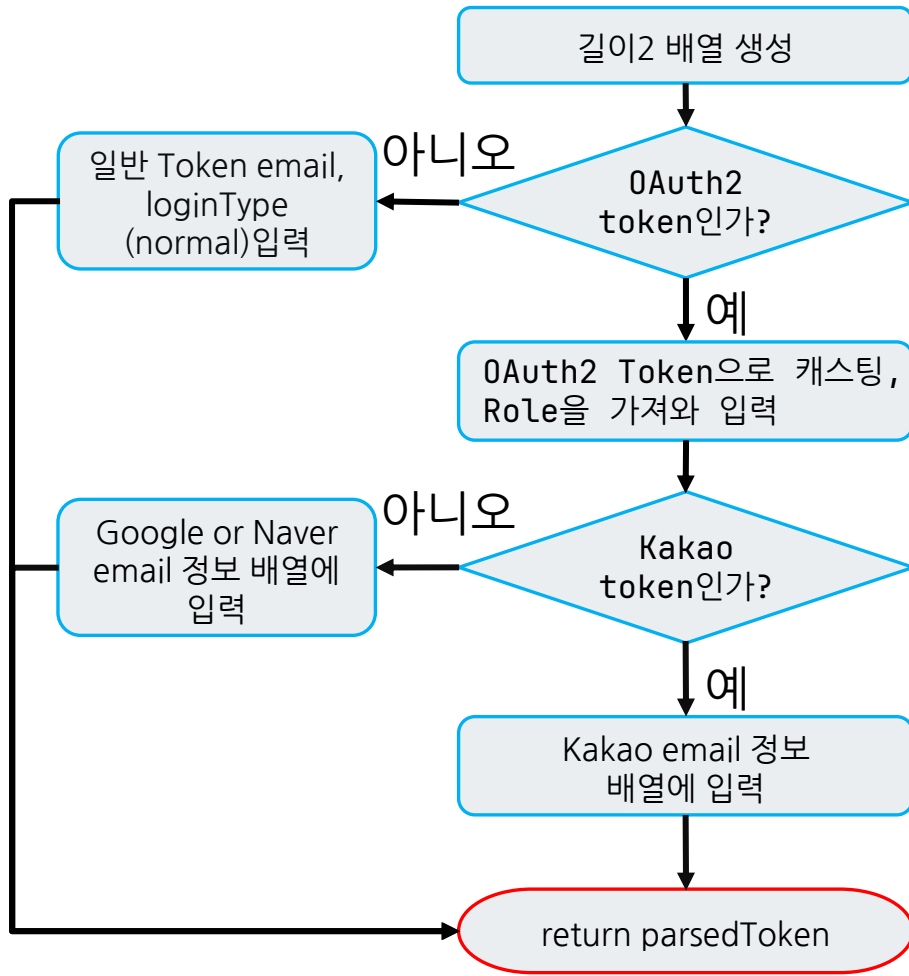 길이2 배열 생성
아니오
일반 Token email,
loginType
(normal)입력
OAuth2
token인가?
예
OAuth2 Token으로 캐스팅,
Role을 가져와 입력
아니오
Google or Naver
email 정보 배열에
입력
Kakao
token인가?
예
Kakao email 정보
배열에 입력
return parsedToken